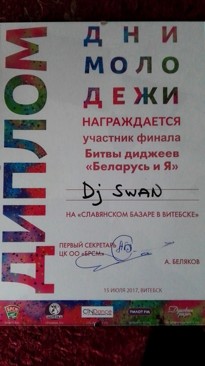 ДИПЛОМ
ДНИ
МОЛО
ДЕЖИ
НАГРАЖДАЕТСЯ
участник финала
Битвы диджеев
«Беларусь и Я»
Dj SWAN
НА «СЛАВЯНСКОМ БАЗАРЕ В ВИТЕБСКЕ»
ПЕРВЫЙ СЕКРЕТАРЬ
ЦК ОО «БРСМ»
А. БЕЛЯКОВ
15 ИЮЛЯ 2017, ВИТЕБСК